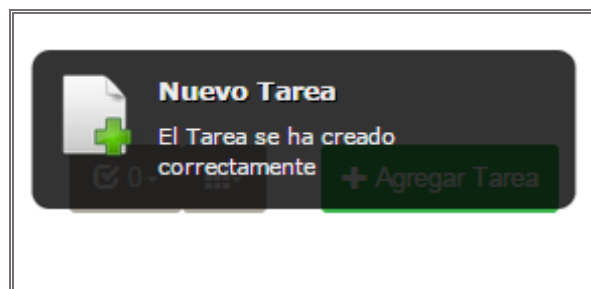 Nuevo Tarea
El Tarea se ha creado
correctamente
0
Agregar Tarea